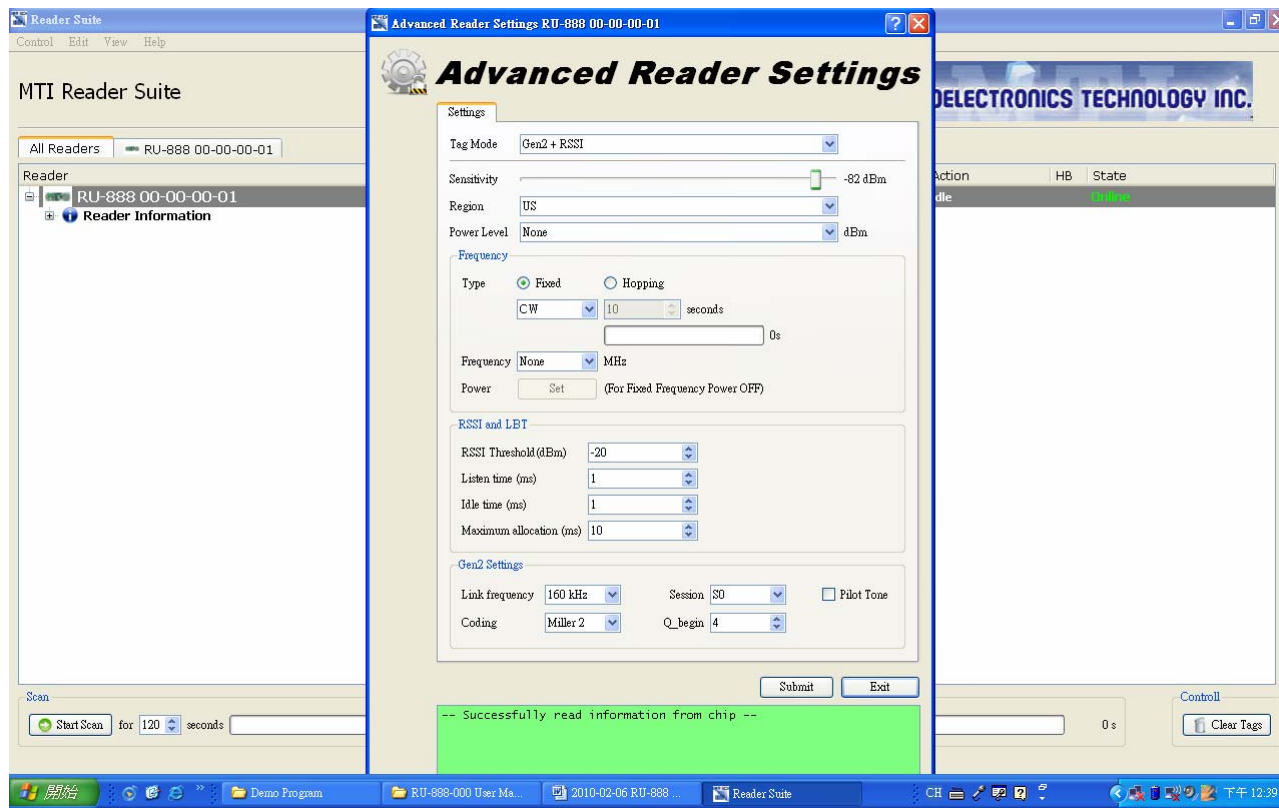 Reader Suite
Control Edit View Help
MTI Reader Suite
DELECTRONICS TECHNOLOGY INC.
All Readers RU-888 00-00-00-01
Reader Action HB State
RU-888 00-00-00-01 dle Online
Reader Information
Advanced Reader Settings RU-888 00-00-00-01
Advanced Reader Settings
Settings
Tag Mode Gen2 + RSSI
Sensitivity -82 dBm
Region US
Power Level None dBm
Frequency
Type Fixed Hopping
CW 10 seconds
0s
Frequency None MHz
Power Set (For Fixed Frequency Power OFF)
RSSI and LBT
RSSI Threshold(dBm) -20
Listen time (ms) 1
Idle time (ms) 1
Maximum allocation (ms) 10
Gen2 Settings
Link frequency 160 kHz Session S0 Pilot Tone
Coding Miller 2 Q_begin 4
Submit Exit
-- Successfully read information from chip --
Scan
Start Scan for 120 seconds 0 s
Controll
Clear Tags
開始 Demo Program RU-888-000 User Ma... 2010-02-06 RU-888 ... Reader Suite CH 下午 12:39